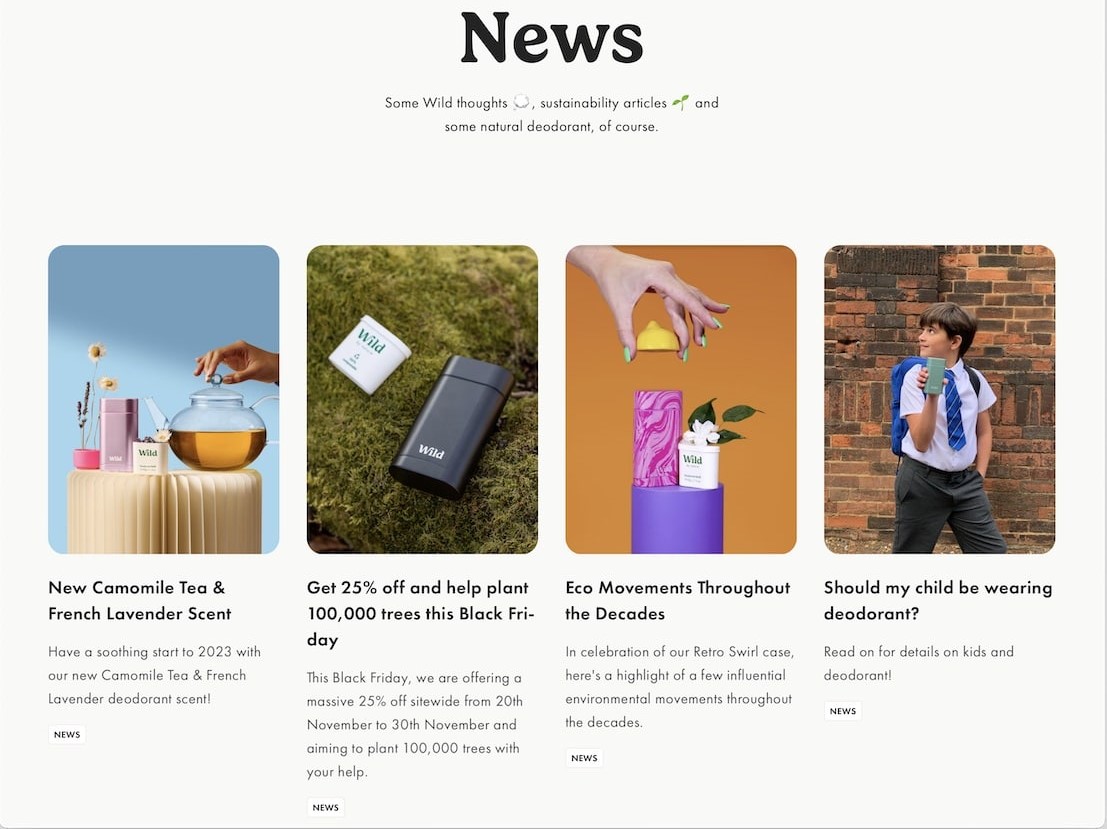 News
Some Wild thoughts 💭, sustainability articles 🌱 and
some natural deodorant, of course.
Wild
Wild
Wild
Wild
Wild
New Camomile Tea &
French Lavender Scent
Have a soothing start to 2023 with
our new Camomile Tea & French
Lavender deodorant scent!
NEWS
Get 25% off and help plant
100,000 trees this Black Fri-
day
This Black Friday, we are offering a
massive 25% off sitewide from 20th
November to 30th November and
aiming to plant 100,000 trees with
your help.
NEWS
Eco Movements Throughout
the Decades
In celebration of our Retro Swirl case,
here's a highlight of a few influential
environmental movements throughout
the decades.
NEWS
Should my child be wearing
deodorant?
Read on for details on kids and
deodorant!
NEWS